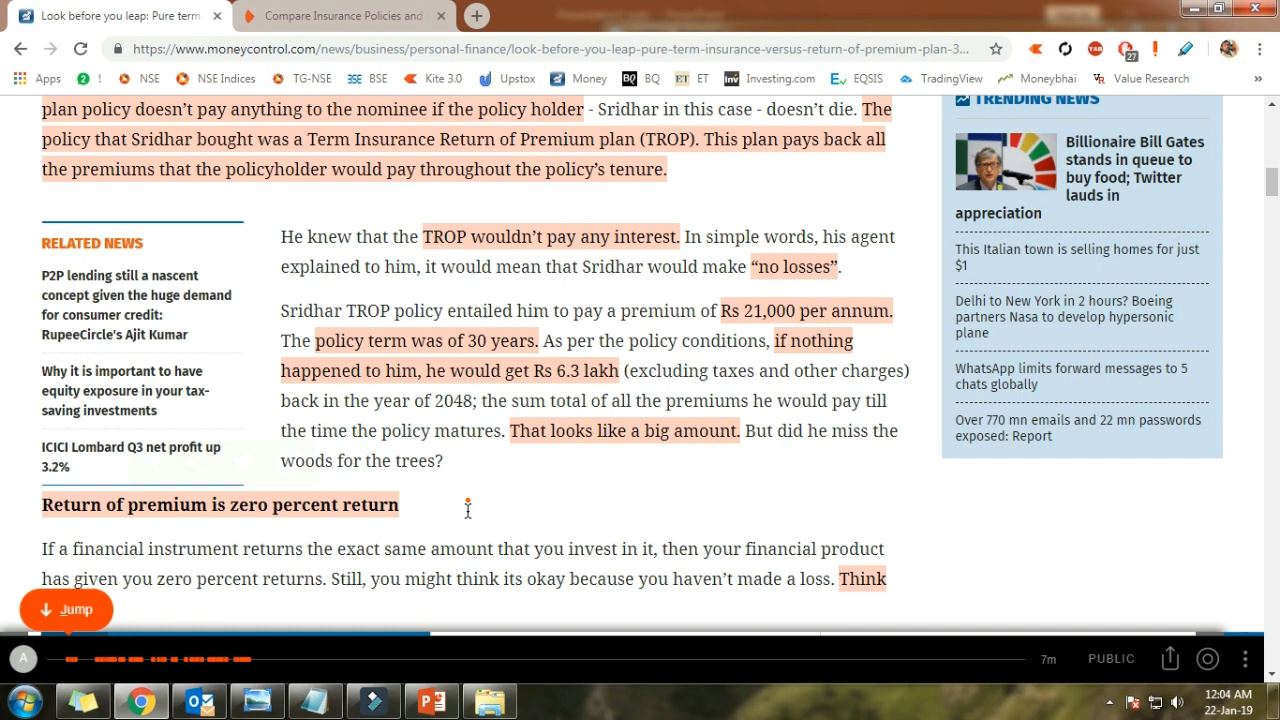 Look before you leap: Pure term
Compare Insurance Policies and
https://www.moneycontrol.com/news/business/personal-finance/look-before-you-leap-pure-term-insurance-versus-return-of-premium-plan-3...
YAB
27
Apps
2
!
NSE
NSE Indices
TG-NSE
BSE
Kite 3.0
Upstox
Money
BQ
BQ
ET
ET
Inv
Investing.com
EQSIS
TradingView
Moneybhai
Value Research
»
plan policy doesn't pay anything to the nominee if the policy holder - Sridhar in this case - doesn't die. The
policy that Sridhar bought was a Term Insurance Return of Premium plan (TROP). This plan pays back all
the premiums that the policyholder would pay throughout the policy's tenure.
RELATED NEWS
P2P lending still a nascent
concept given the huge demand
for consumer credit:
RupeeCircle's Ajit Kumar
Why it is important to have
equity exposure in your tax-
saving investments
ICICI Lombard Q3 net profit up
3.2%
He knew that the TROP wouldn't pay any interest. In simple words, his agent
explained to him, it would mean that Sridhar would make “no losses”.
Sridhar TROP policy entailed him to pay a premium of Rs 21,000 per annum.
The policy term was of 30 years. As per the policy conditions, if nothing
happened to him, he would get Rs 6.3 lakh (excluding taxes and other charges)
back in the year of 2048; the sum total of all the premiums he would pay till
the time the policy matures. That looks like a big amount. But did he miss the
woods for the trees?
Return of premium is zero percent return
If a financial instrument returns the exact same amount that you invest in it, then your financial product
has given you zero percent returns. Still, you might think its okay because you haven't made a loss. Think
TRENDING NEWS
Billionaire Bill Gates
stands in queue to
buy food; Twitter
lauds in
appreciation
This Italian town is selling homes for just
$1
Delhi to New York in 2 hours? Boeing
partners Nasa to develop hypersonic
plane
WhatsApp limits forward messages to 5
chats globally
Over 770 mn emails and 22 mn passwords
exposed: Report
Jump
A
7m
PUBLIC
12:04 AM
22-Jan-19